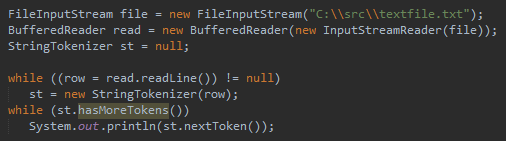 FileInputStream file = new FileInputStream("C:\\src\\textfile.txt");
BufferedReader read = new BufferedReader(new InputStreamReader(file));
StringTokenizer st = null;

while ((row = read.readLine()) != null)
   st = new StringTokenizer(row);
while (st.hasMoreTokens())
   System.out.println(st.nextToken());